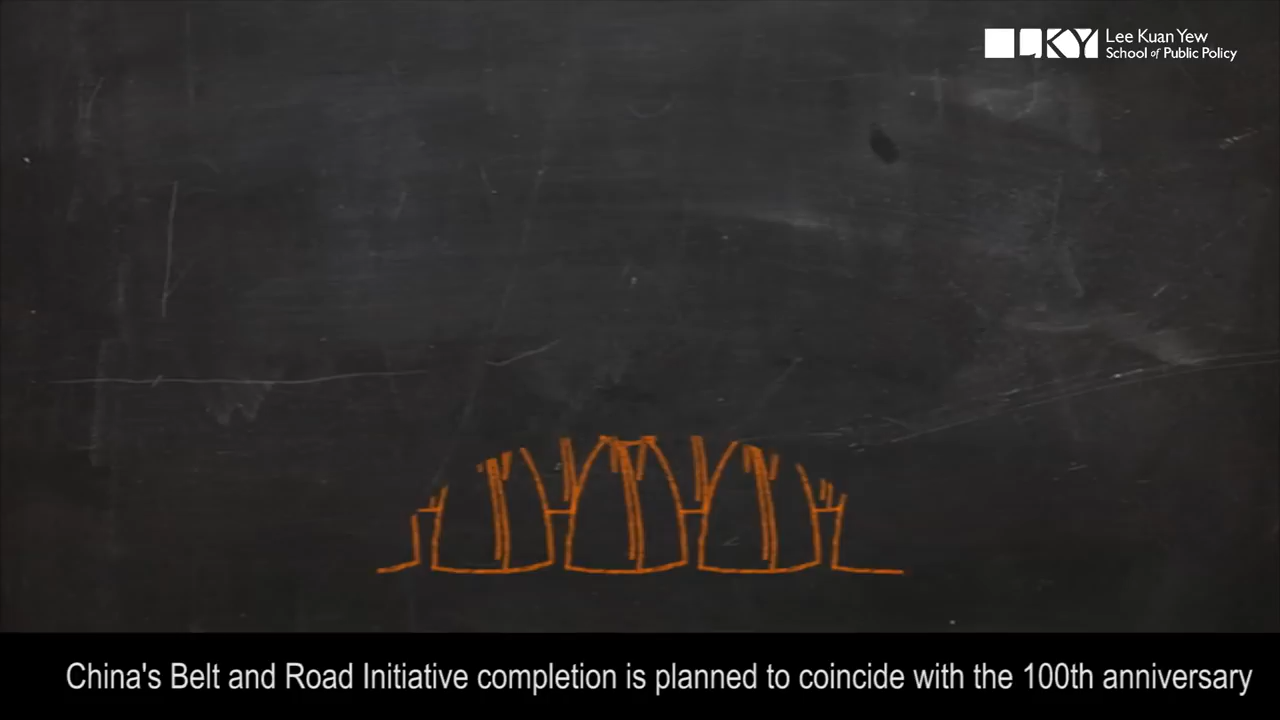 LKY
Lee Kuan Yew
School of Public Policy
China's Belt and Road Initiative completion is planned to coincide with the 100th anniversary